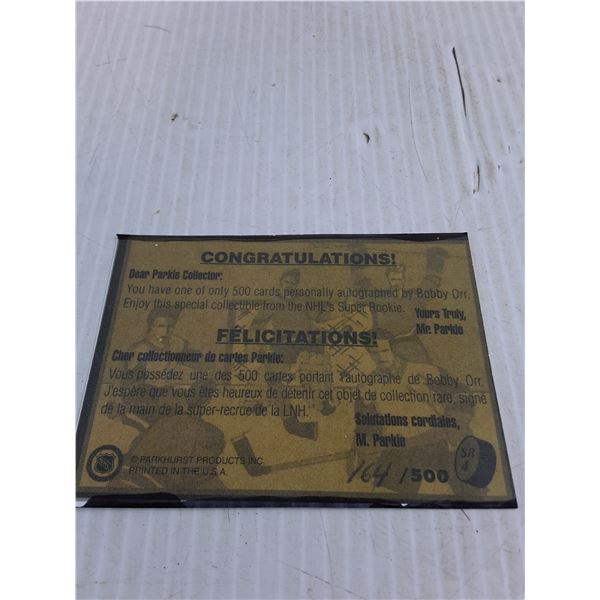 CONGRATULATIONS!
Dear Parkie Collector:
You have one of only 500 cards personally autographed by Bobby Orr.
Enjoy this special collectible from the NHL's Super Rookie.
Yours Truly,
Mr. Parkie
FÉLICITATIONS!
Cher collectionneur de cartes Parkie:
Vous possédez une des 500 cartes portant l'autographe de Bobby Orr.
J'espère que vous êtes heureux de détenir cet objet de collection rare, signé
de la main de la super-recrue de la LNH.
Salutations cordiales,
M. Parkie
© PARKHURST PRODUCTS INC
PRINTED IN THE U.S.A.
164 / 500
SR
4